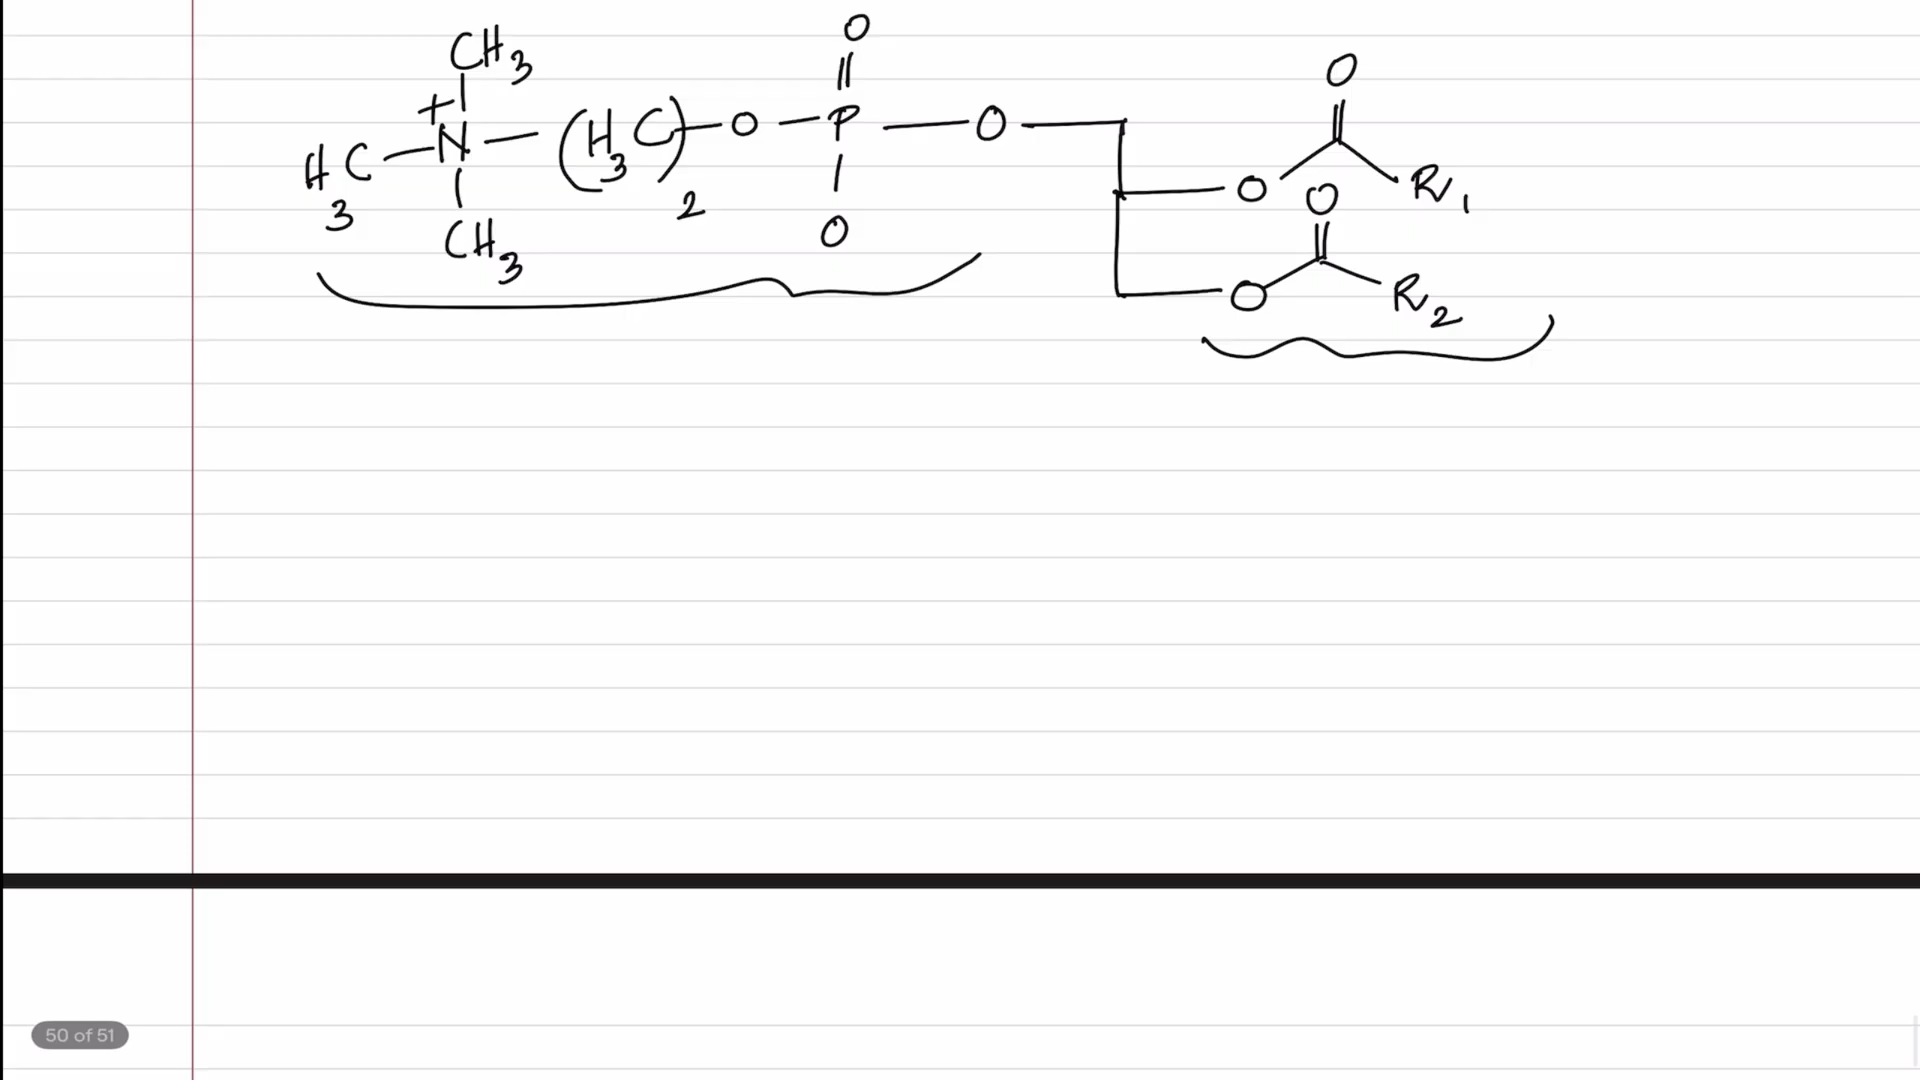 O
CH3
O
+
H3C — N — (H3C)2 — O — P — O
O
R1
O
CH3
O
O
R2
50 of 51